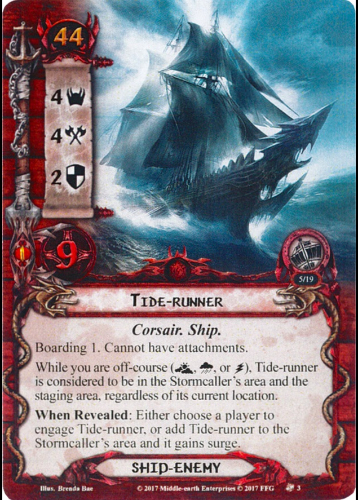 44
4
4
2
9
5/19
TIDE-RUNNER
Corsair. Ship.
Boarding 1. Cannot have attachments.
While you are off-course (, , or ), Tide-runner
is considered to be in the Stormcaller's area and the
staging area, regardless of its current location.
When Revealed: Either choose a player to
engage Tide-runner, or add Tide-runner to the
Stormcaller's area and it gains surge.
SHIP-ENEMY
Illus. Brenda Bae © 2017 Middle-earth Enterprises © 2017 FFG 3